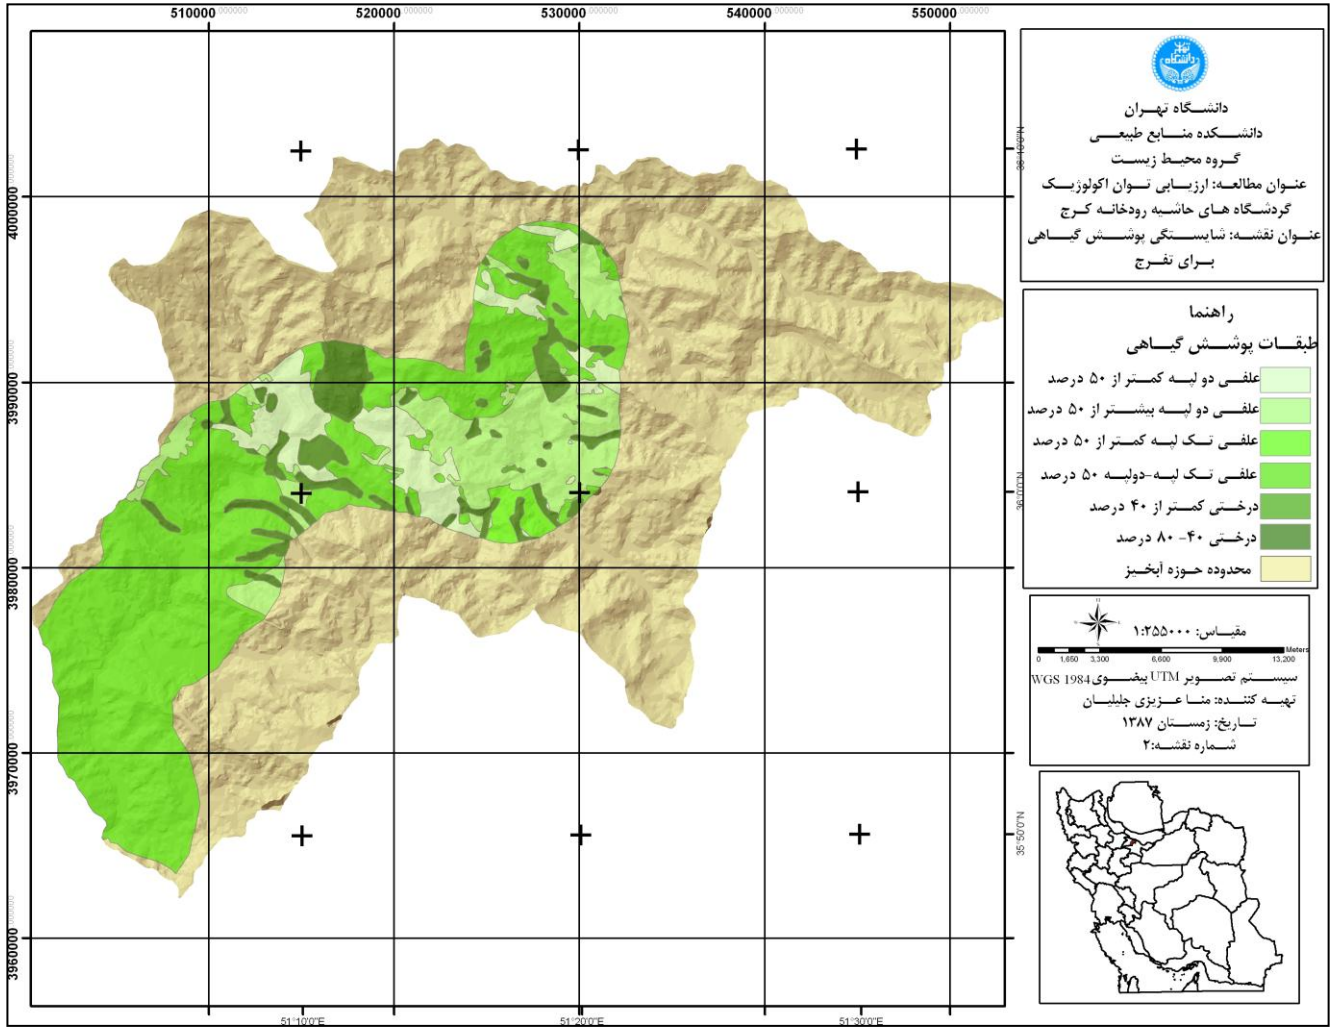 510000 520000 530000 540000 550000
4000000
3990000
3980000
3970000
3960000
36°10'0"N
36°0'0"N
35°50'0"N
51°10'0"E 51°20'0"E 51°30'0"E
دانشگاه تهران
دانشکده منابع طبیعی
گروه محیط زیست
عنوان مطالعه: ارزیابی توان اکولوژیک
گردشگاه های حاشیه رودخانه کرج
عنوان نقشه: شایستگی پوشش گیاهی
برای تفرج
راهنما
طبقات پوشش گیاهی
علفی دو لپه کمتر از ۵۰ درصد
علفی دو لپه بیشتر از ۵۰ درصد
علفی تک لپه کمتر از ۵۰ درصد
علفی تک لپه-دولپه ۵۰ درصد
درختی کمتر از ۴۰ درصد
درختی ۴۰- ۸۰ درصد
محدوده حوزه آبخیز
مقیاس: ۱:۲۵۵۰۰۰
Meters
0 1,650 3,300 6,600 9,900 13,200
سیستم تصویر UTM بیضوی WGS 1984
تهیه کننده: منا عزیزی جلیلیان
تاریخ: زمستان ۱۳۸۷
شماره نقشه:۲